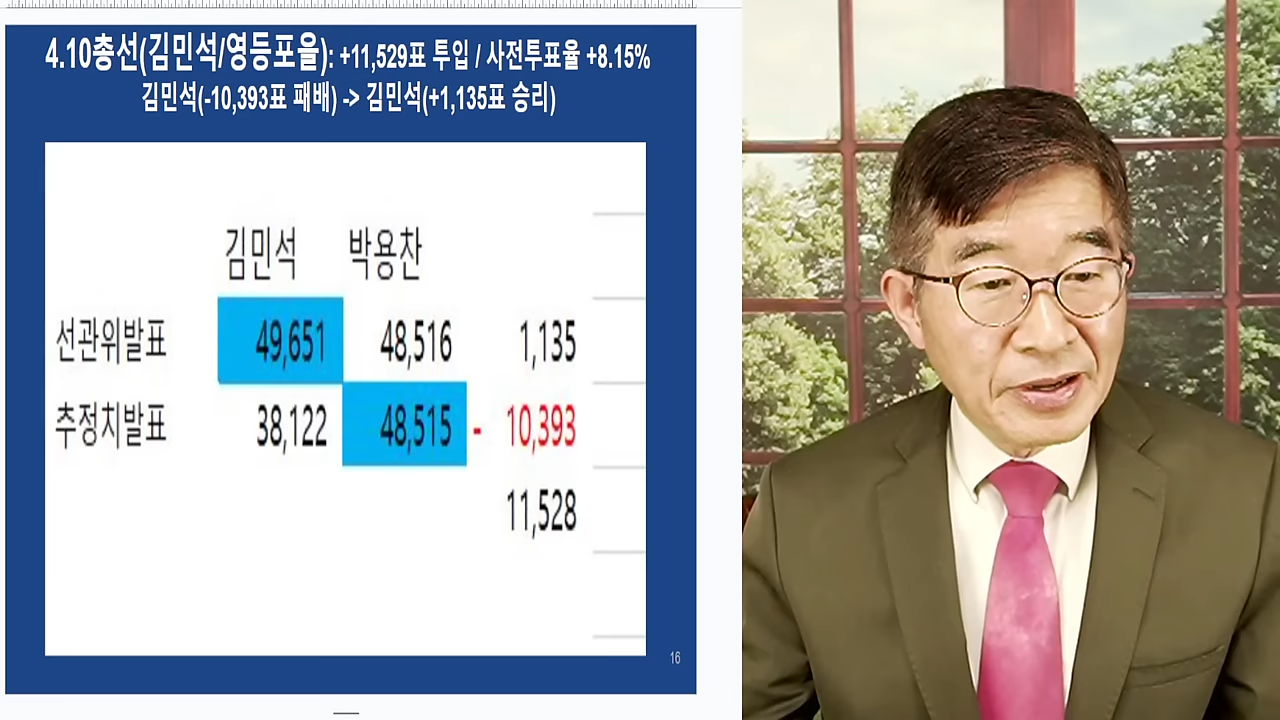 4.10총선(김민석/영등포을): +11,529표 투입 / 사전투표율 +8.15%
김민석(-10,393표 패배) -> 김민석(+1,135표 승리)
김민석 박용찬
선관위발표 49,651 48,516 1,135
추정치발표 38,122 48,515 - 10,393
11,528
16